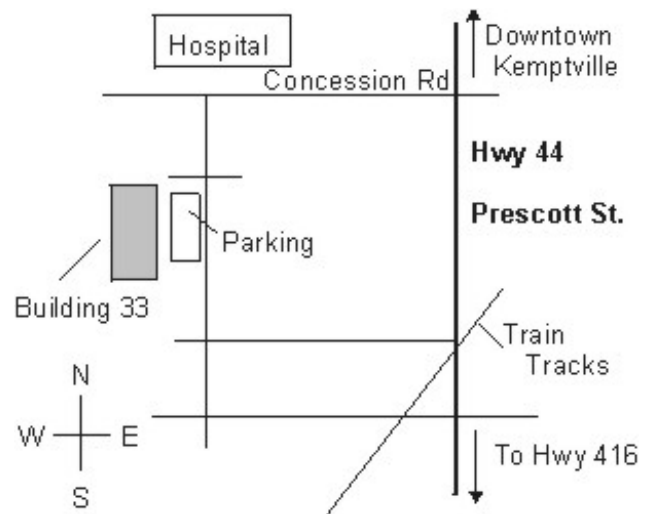 Hospital
Downtown
Kemptville
Concession Rd
Hwy 44
Prescott St.
Parking
Building 33
Train
Tracks
N
W E
S
To Hwy 416